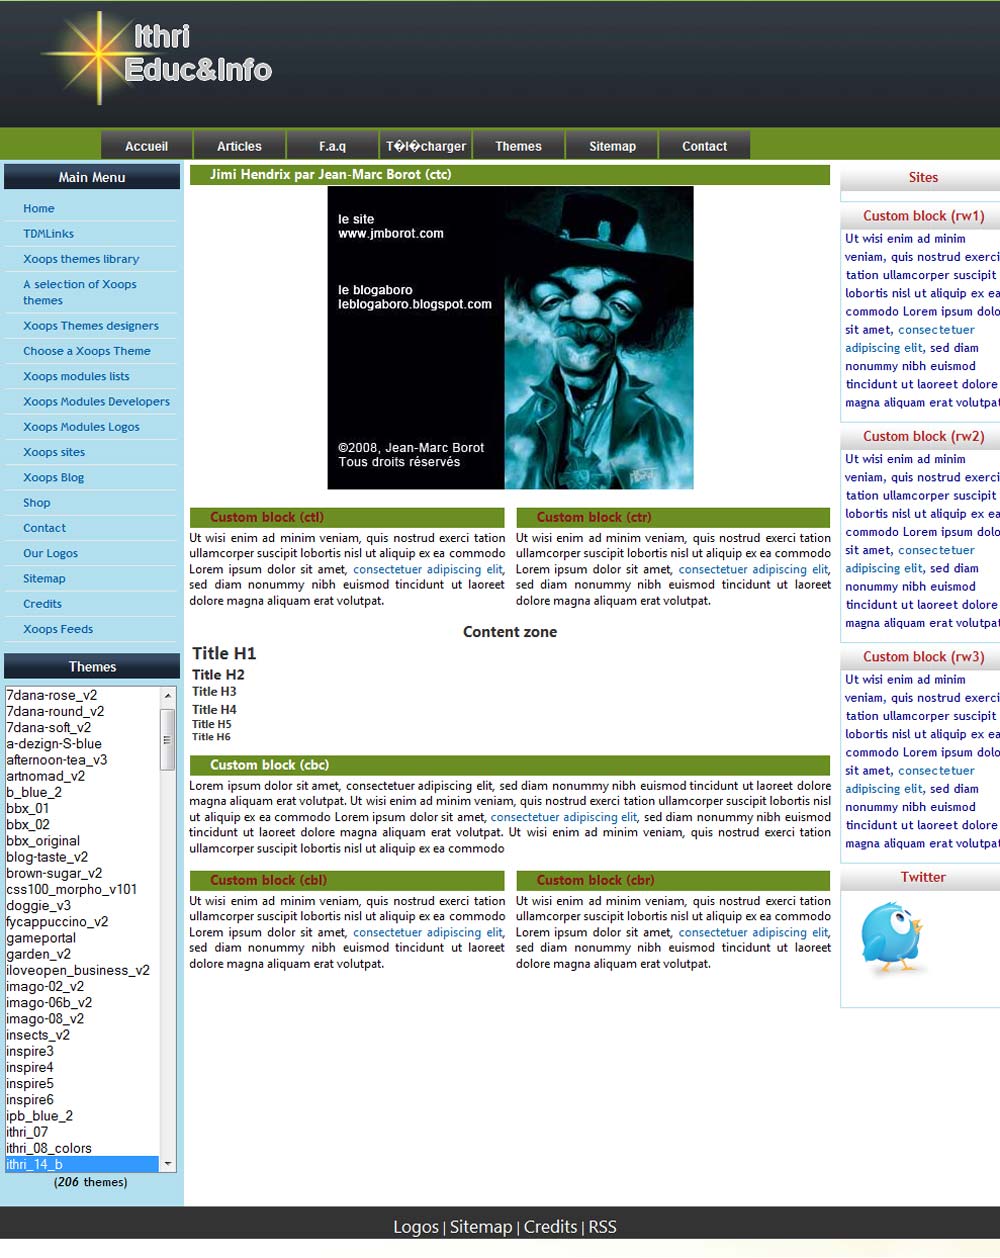 Ithri
Educ&Info
Accueil
Articles
F.a.q
T�l�charger
Themes
Sitemap
Contact
Main Menu
Home
TDMLinks
Xoops themes library
A selection of Xoops
themes
Xoops Themes designers
Choose a Xoops Theme
Xoops modules lists
Xoops Modules Developers
Xoops Modules Logos
Xoops sites
Xoops Blog
Shop
Contact
Our Logos
Sitemap
Credits
Xoops Feeds
Themes
7dana-rose_v2
7dana-round_v2
7dana-soft_v2
a-dezign-S-blue
afternoon-tea_v3
artnomad_v2
b_blue_2
bbx_01
bbx_02
bbx_original
blog-taste_v2
brown-sugar_v2
css100_morpho_v101
doggie_v3
fycappuccino_v2
gameportal
garden_v2
iloveopen_business_v2
imago-02_v2
imago-06b_v2
imago-08_v2
insects_v2
inspire3
inspire4
inspire5
inspire6
ipb_blue_2
ithri_07
ithri_08_colors
ithri_14_b
(206 themes)
Jimi Hendrix par Jean-Marc Borot (ctc)
le site
www.jmborot.com
le blogaboro
leblogaboro.blogspot.com
©2008, Jean-Marc Borot
Tous droits réservés
Custom block (ctl)
Ut wisi enim ad minim veniam, quis nostrud exerci tation
ullamcorper suscipit lobortis nisl ut aliquip ex ea commodo
Lorem ipsum dolor sit amet, consectetuer adipiscing elit,
sed diam nonummy nibh euismod tincidunt ut laoreet
dolore magna aliquam erat volutpat.
Custom block (ctr)
Ut wisi enim ad minim veniam, quis nostrud exerci tation
ullamcorper suscipit lobortis nisl ut aliquip ex ea commodo
Lorem ipsum dolor sit amet, consectetuer adipiscing elit,
sed diam nonummy nibh euismod tincidunt ut laoreet
dolore magna aliquam erat volutpat.
Content zone
Title H1
Title H2
Title H3
Title H4
Title H5
Title H6
Custom block (cbc)
Lorem ipsum dolor sit amet, consectetuer adipiscing elit, sed diam nonummy nibh euismod tincidunt ut laoreet dolore
magna aliquam erat volutpat. Ut wisi enim ad minim veniam, quis nostrud exerci tation ullamcorper suscipit lobortis nisl
ut aliquip ex ea commodo Lorem ipsum dolor sit amet, consectetuer adipiscing elit, sed diam nonummy nibh euismod
tincidunt ut laoreet dolore magna aliquam erat volutpat. Ut wisi enim ad minim veniam, quis nostrud exerci tation
ullamcorper suscipit lobortis nisl ut aliquip ex ea commodo
Custom block (cbl)
Ut wisi enim ad minim veniam, quis nostrud exerci tation
ullamcorper suscipit lobortis nisl ut aliquip ex ea commodo
Lorem ipsum dolor sit amet, consectetuer adipiscing elit,
sed diam nonummy nibh euismod tincidunt ut laoreet
dolore magna aliquam erat volutpat.
Custom block (cbr)
Ut wisi enim ad minim veniam, quis nostrud exerci tation
ullamcorper suscipit lobortis nisl ut aliquip ex ea commodo
Lorem ipsum dolor sit amet, consectetuer adipiscing elit,
sed diam nonummy nibh euismod tincidunt ut laoreet
dolore magna aliquam erat volutpat.
Sites
Custom block (rw1)
Ut wisi enim ad minim
veniam, quis nostrud exerci
tation ullamcorper suscipit
lobortis nisl ut aliquip ex ea
commodo Lorem ipsum dolo
sit amet, consectetuer
adipiscing elit, sed diam
nonummy nibh euismod
tincidunt ut laoreet dolore
magna aliquam erat volutpat
Custom block (rw2)
Ut wisi enim ad minim
veniam, quis nostrud exerci
tation ullamcorper suscipit
lobortis nisl ut aliquip ex ea
commodo Lorem ipsum dolo
sit amet, consectetuer
adipiscing elit, sed diam
nonummy nibh euismod
tincidunt ut laoreet dolore
magna aliquam erat volutpat
Custom block (rw3)
Ut wisi enim ad minim
veniam, quis nostrud exerci
tation ullamcorper suscipit
lobortis nisl ut aliquip ex ea
commodo Lorem ipsum dolo
sit amet, consectetuer
adipiscing elit, sed diam
nonummy nibh euismod
tincidunt ut laoreet dolore
magna aliquam erat volutpat
Twitter
Logos | Sitemap | Credits | RSS